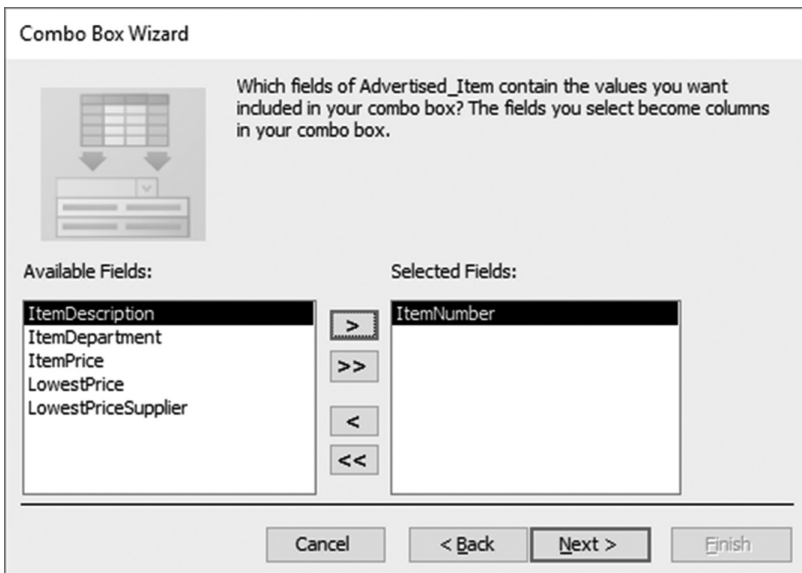 Combo Box Wizard
Which fields of Advertised_Item contain the values you want
included in your combo box? The fields you select become columns
in your combo box.
Available Fields:
Selected Fields:
ItemDescription
ItemDepartment
ItemPrice
LowestPrice
LowestPriceSupplier
>
>>
<
<<
ItemNumber
Cancel
< Back
Next >
Finish